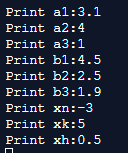 Print a1:3.1
Print a2:4
Print a3:1
Print b1:4.5
Print b2:2.5
Print b3:1.9
Print xn:-3
Print xk:5
Print xh:0.5